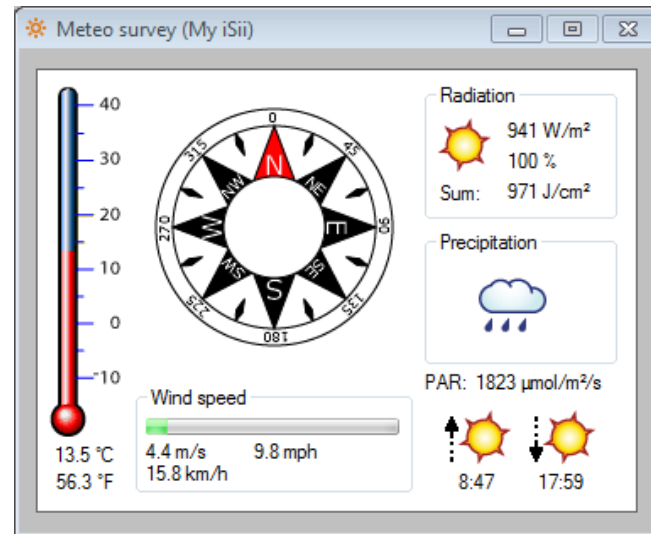 Meteo survey (My iSii)
40
30
20
10
0
-10
13.5 °C
56.3 °F
0
45
90
135
180
225
270
315
N
NE
E
SE
S
SW
W
NW
Wind speed
4.4 m/s 9.8 mph
15.8 km/h
Radiation
941 W/m²
100 %
Sum: 971 J/cm²
Precipitation
PAR: 1823 µmol/m²/s
8:47 17:59